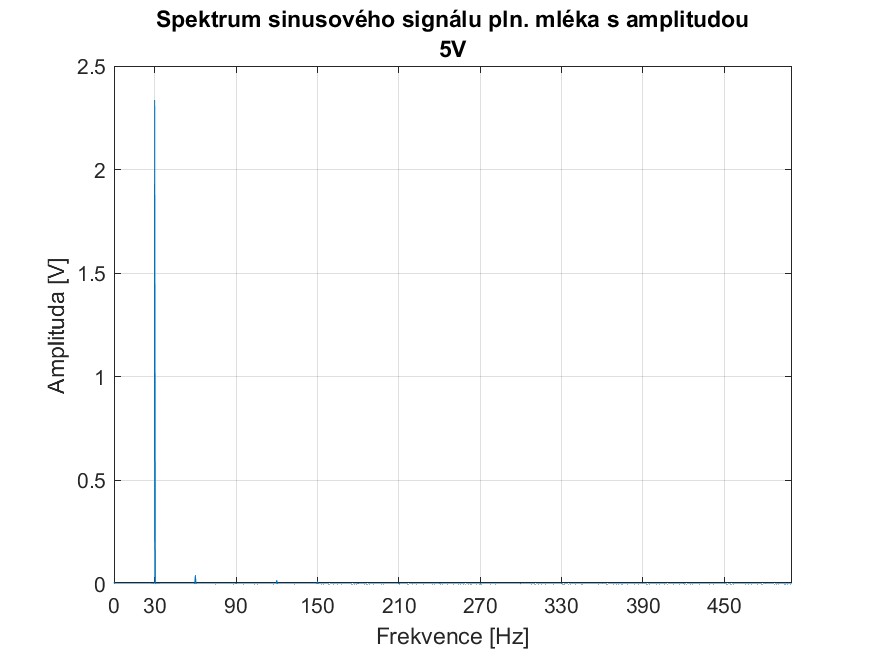 Spektrum sinusového signálu pln. mléka s amplitudou
5V
2.5
2
1.5
1
0.5
0
Amplituda [V]
0 30 90 150 210 270 330 390 450
Frekvence [Hz]